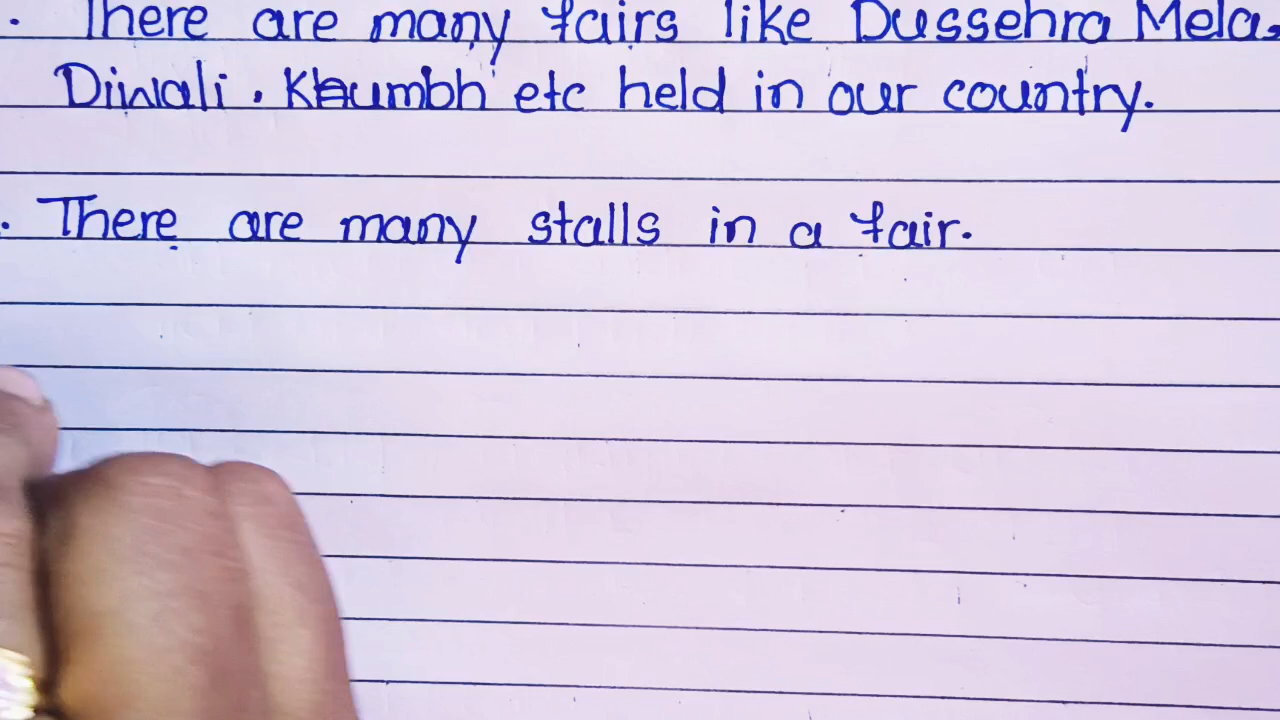 . There are many fairs like Dussehra Mela,
Diwali, Khumbh etc held in our country.
. There are many stalls in a fair.